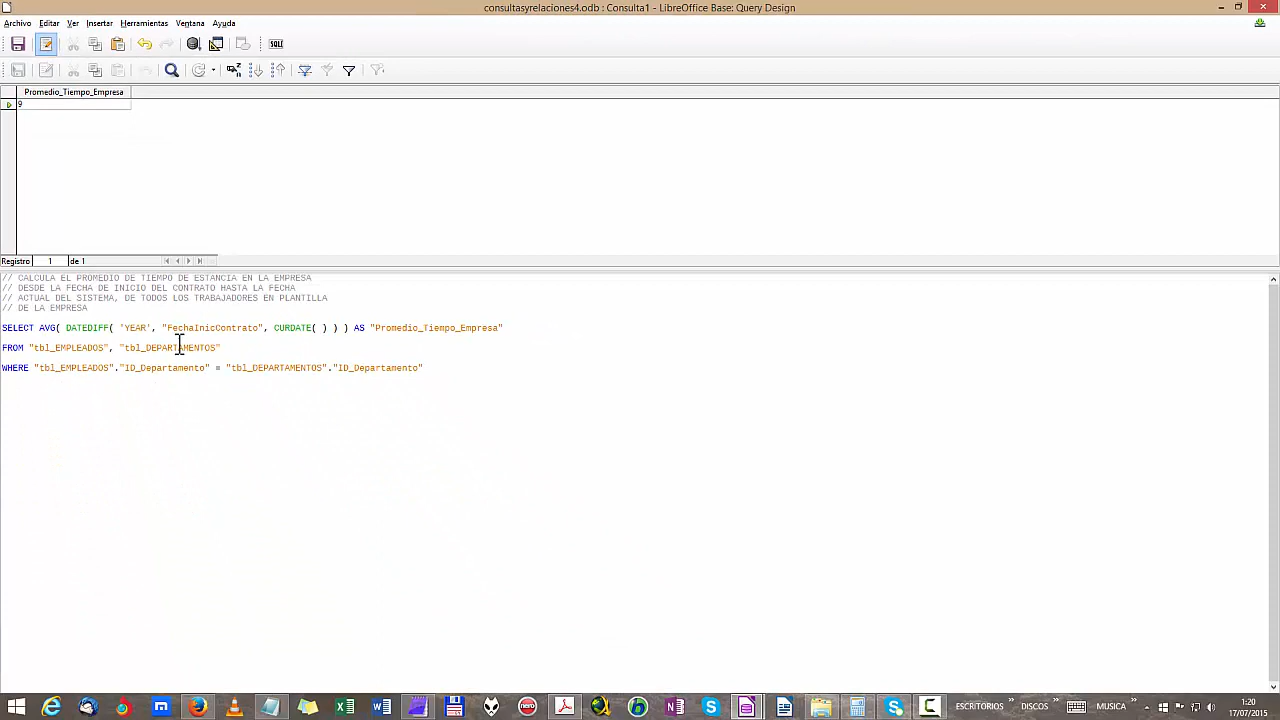 consultasyrelaciones4.odb : Consulta1 - LibreOffice Base: Query Design
Archivo Editar Ver Insertar Herramientas Ventana Ayuda
SQL
Promedio_Tiempo_Empresa
9
Registro 1 de 1
// CALCULA EL PROMEDIO DE TIEMPO DE ESTANCIA EN LA EMPRESA
// DESDE LA FECHA DE INICIO DEL CONTRATO HASTA LA FECHA
// ACTUAL DEL SISTEMA, DE TODOS LOS TRABAJADORES EN PLANTILLA
// DE LA EMPRESA
SELECT AVG( DATEDIFF( 'YEAR', "FechaInicContrato", CURDATE( ) ) ) AS "Promedio_Tiempo_Empresa"
FROM "tbl_EMPLEADOS", "tbl_DEPARTAMENTOS"
WHERE "tbl_EMPLEADOS"."ID_Departamento" = "tbl_DEPARTAMENTOS"."ID_Departamento"
ESCRITORIOS DISCOS MUSICA 1:20
17/07/2015